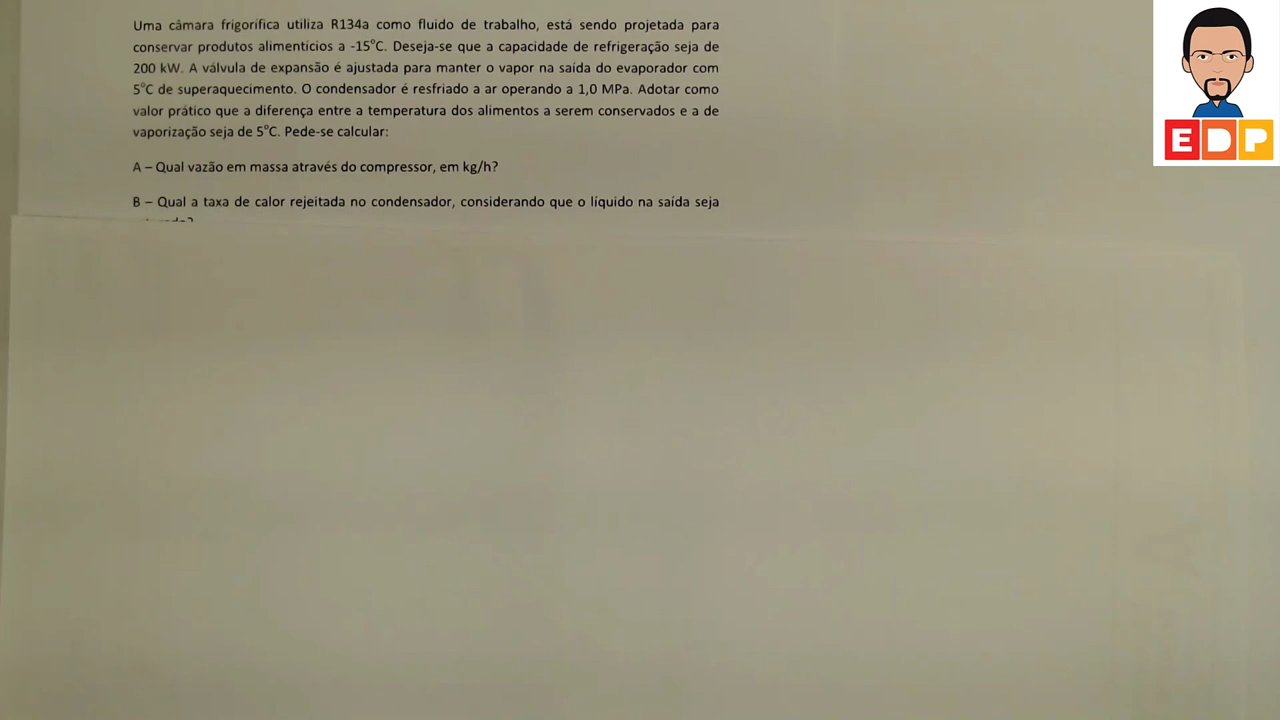 Uma câmara frigorífica utiliza R134a como fluido de trabalho, está sendo projetada para
conservar produtos alimentícios a -15°C. Deseja-se que a capacidade de refrigeração seja de
200 kW. A válvula de expansão é ajustada para manter o vapor na saída do evaporador com
5°C de superaquecimento. O condensador é resfriado a ar operando a 1,0 MPa. Adotar como
valor prático que a diferença entre a temperatura dos alimentos a serem conservados e a de
vaporização seja de 5°C. Pede-se calcular:
A – Qual vazão em massa através do compressor, em kg/h?
B – Qual a taxa de calor rejeitada no condensador, considerando que o líquido na saída seja
EDP